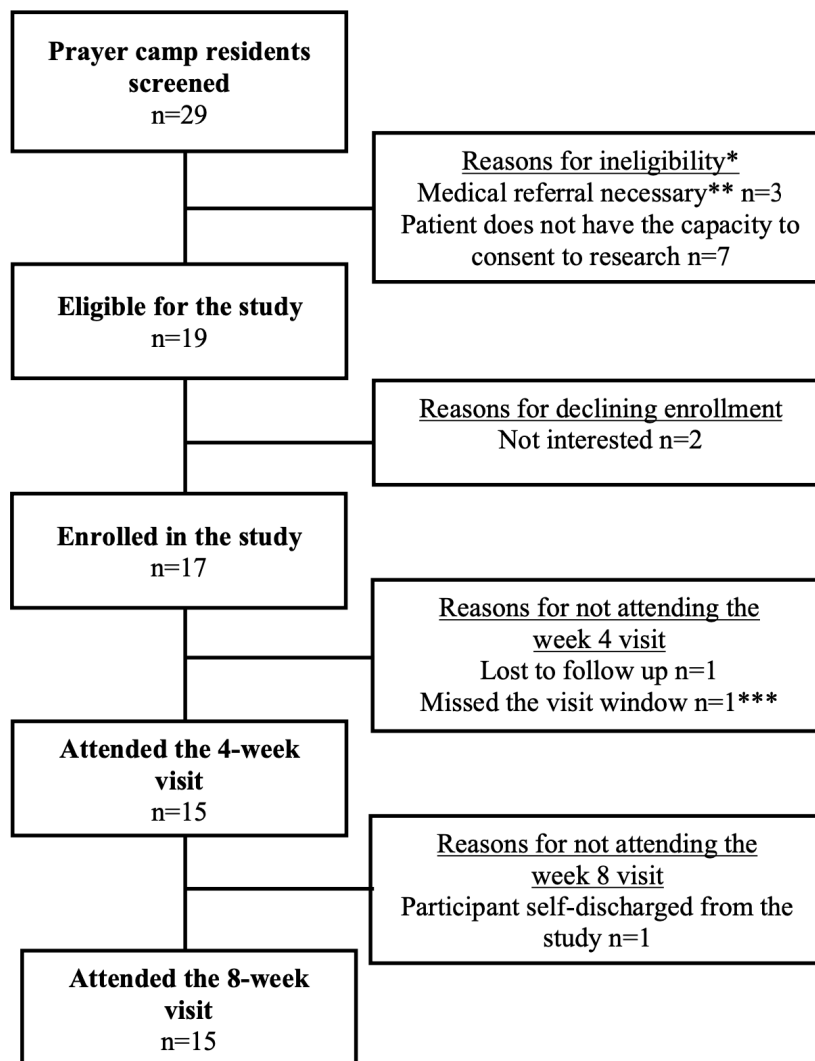 Prayer camp residents
screened
n=29
Reasons for ineligibility*
Medical referral necessary** n=3
Patient does not have the capacity to
consent to research n=7
Eligible for the study
n=19
Reasons for declining enrollment
Not interested n=2
Enrolled in the study
n=17
Reasons for not attending the
week 4 visit
Lost to follow up n=1
Missed the visit window n=1***
Attended the 4-week
visit
n=15
Reasons for not attending the
week 8 visit
Participant self-discharged from the
study n=1
Attended the 8-week
visit
n=15